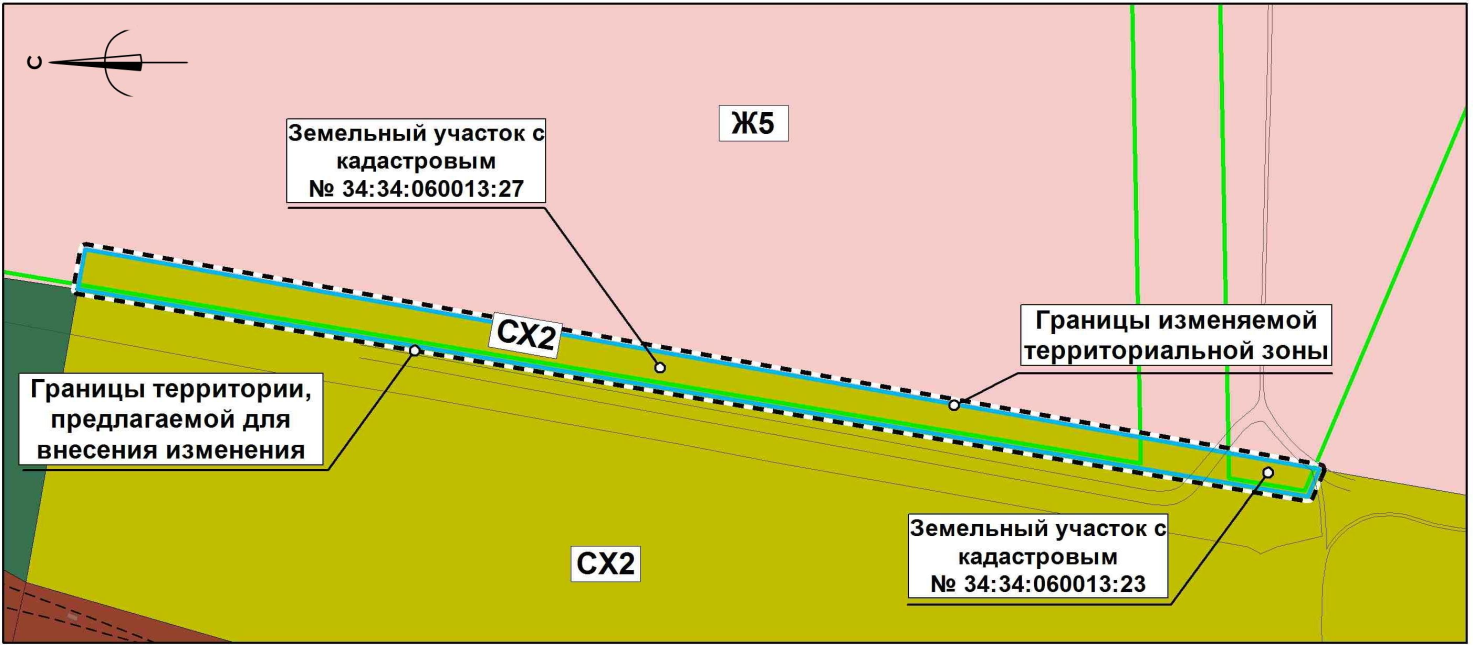 С
Ж5
Земельный участок с
кадастровым
№ 34:34:060013:27
СХ2
Границы изменяемой
территориальной зоны
Границы территории,
предлагаемой для
внесения изменения
СХ2
Земельный участок с
кадастровым
№ 34:34:060013:23